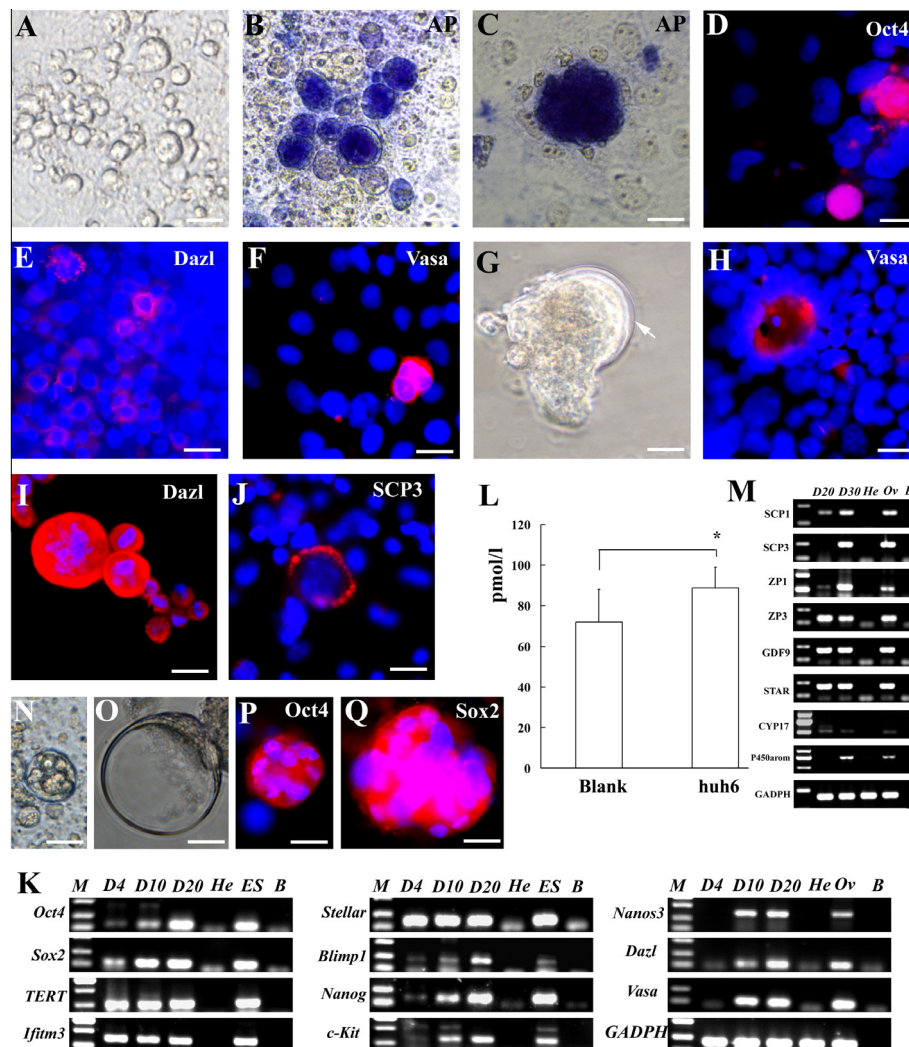 A
B AP
C AP
D Oct4
E Dazl
F Vasa
G
H Vasa
I Dazl
J SCP3
L
pmol/l
120
100
80
60
40
20
0
*
Blank huh6
M
D20 D30 He Ov
SCP1
SCP3
ZP1
ZP3
GDF9
STAR
CYP17
P450arom
GADPH
N
O
P Oct4
Q Sox2
K
M D4 D10 D20 He ES B
Oct4
Sox2
TERT
Ifitm3
M D4 D10 D20 He ES B
Stellar
Blimp1
Nanog
c-Kit
M D4 D10 D20 He Ov B
Nanos3
Dazl
Vasa
GADPH